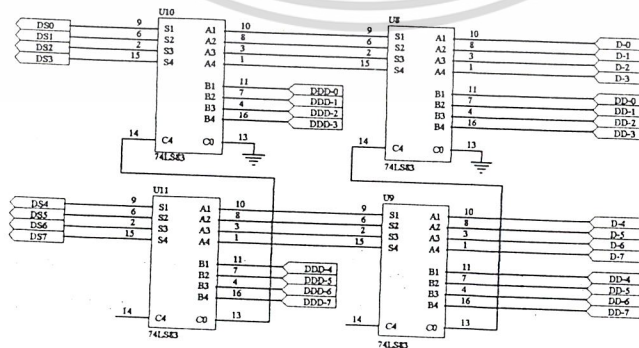 U10
U8
DS0 9 S1 A1 10 9 S1 A1 10 D-0
DS1 6 S2 A2 8 6 S2 A2 8 D-1
DS2 2 S3 A3 3 2 S3 A3 3 D-2
DS3 15 S4 A4 1 15 S4 A4 1 D-3
B1 11 DDD-0 B1 11 DD-0
B2 7 DDD-1 B2 7 DD-1
B3 4 DDD-2 B3 4 DD-2
B4 16 DDD-3 B4 16 DD-3
14 C4 C0 13 14 C4 C0 13
74LS83 74LS83
U11 U9
DS4 9 S1 A1 10 9 S1 A1 10 D-4
DS5 6 S2 A2 8 6 S2 A2 8 D-5
DS6 2 S3 A3 3 2 S3 A3 3 D-6
DS7 15 S4 A4 1 15 S4 A4 1 D-7
B1 11 DDD-4 B1 11 DD-4
B2 7 DDD-5 B2 7 DD-5
B3 4 DDD-6 B3 4 DD-6
B4 16 DDD-7 B4 16 DD-7
14 C4 C0 13 14 C4 C0 13
74LS83 74LS83